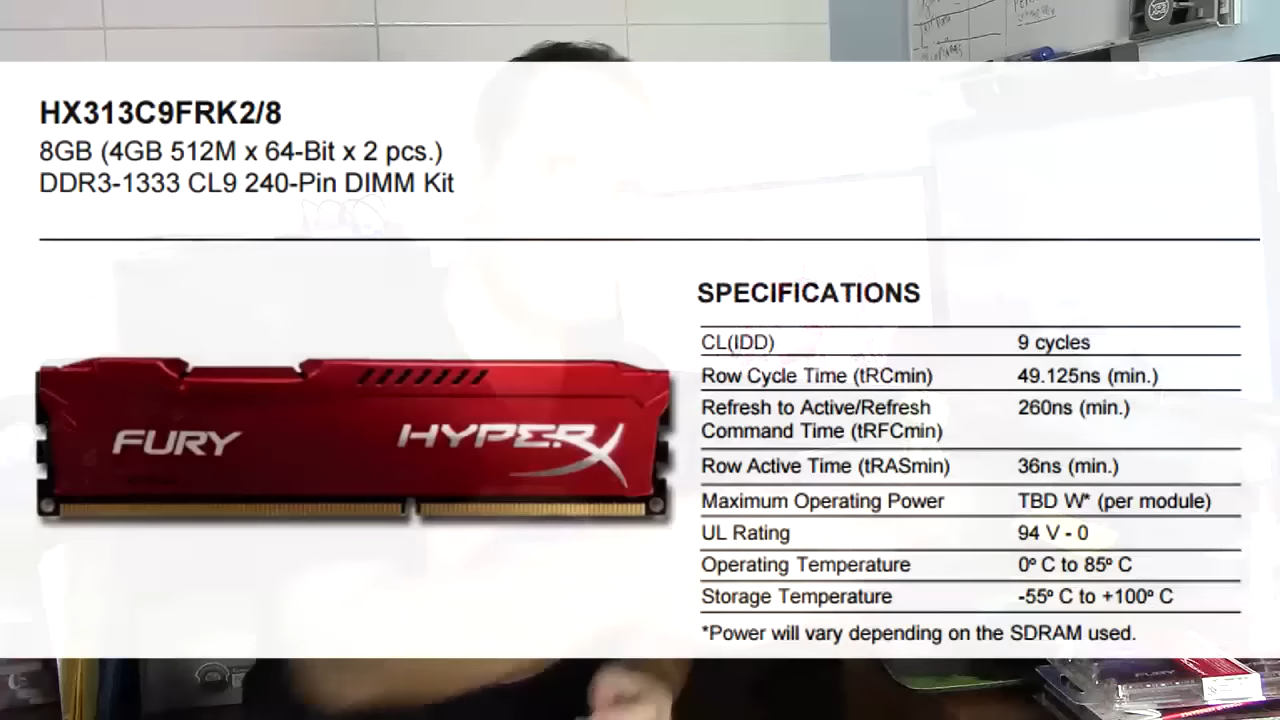 HX313C9FRK2/8
8GB (4GB 512M x 64-Bit x 2 pcs.)
DDR3-1333 CL9 240-Pin DIMM Kit
FURY HYPERX
SPECIFICATIONS
CL(IDD) 9 cycles
Row Cycle Time (tRCmin) 49.125ns (min.)
Refresh to Active/Refresh 260ns (min.)
Command Time (tRFCmin)
Row Active Time (tRASmin) 36ns (min.)
Maximum Operating Power TBD W* (per module)
UL Rating 94 V - 0
Operating Temperature 0º C to 85º C
Storage Temperature -55º C to +100º C
*Power will vary depending on the SDRAM used.